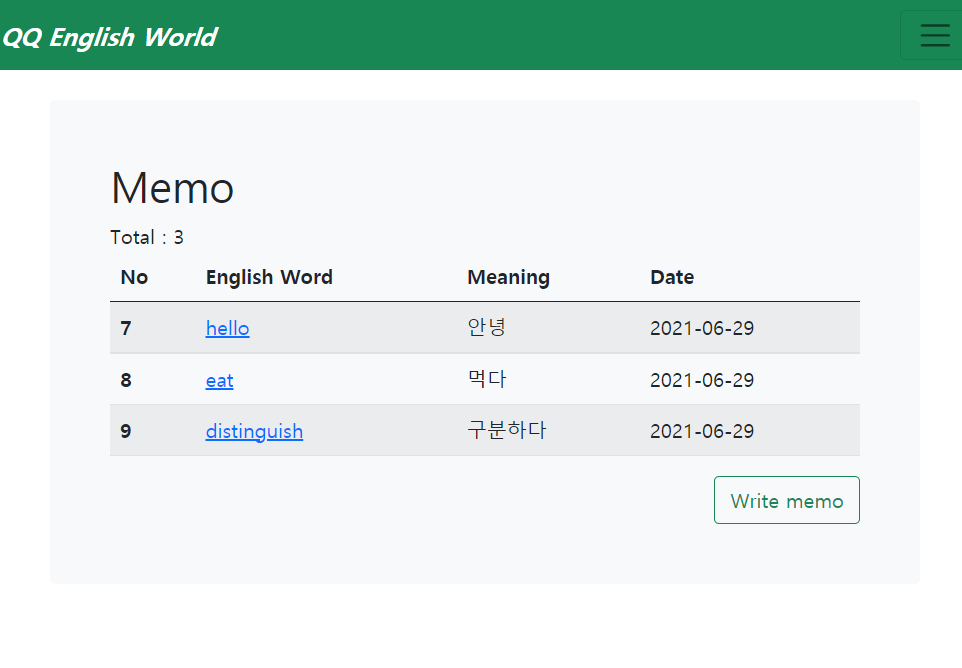 QQ English World
Memo
Total : 3
No English Word Meaning Date
7 hello 안녕 2021-06-29
8 eat 먹다 2021-06-29
9 distinguish 구분하다 2021-06-29
Write memo